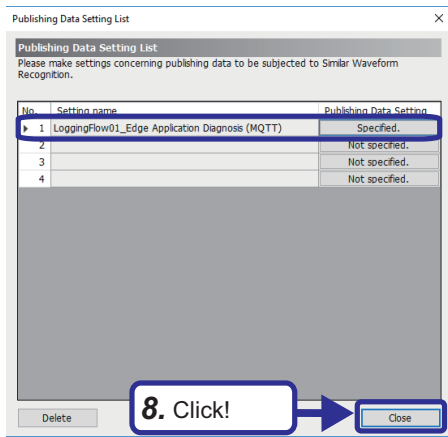 Publishing Data Setting List
Publishing Data Setting List
Please make settings concerning publishing data to be subjected to Similar Waveform
Recognition.
No. Setting name Publishing Data Setting
1 LoggingFlow01_Edge Application Diagnosis (MQTT) Specified.
2 Not specified.
3 Not specified.
4 Not specified.
8. Click!
Delete Close